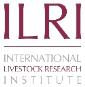 ILRI
INTERNATIONAL
LIVESTOCK RESEARCH
INSTITUTE